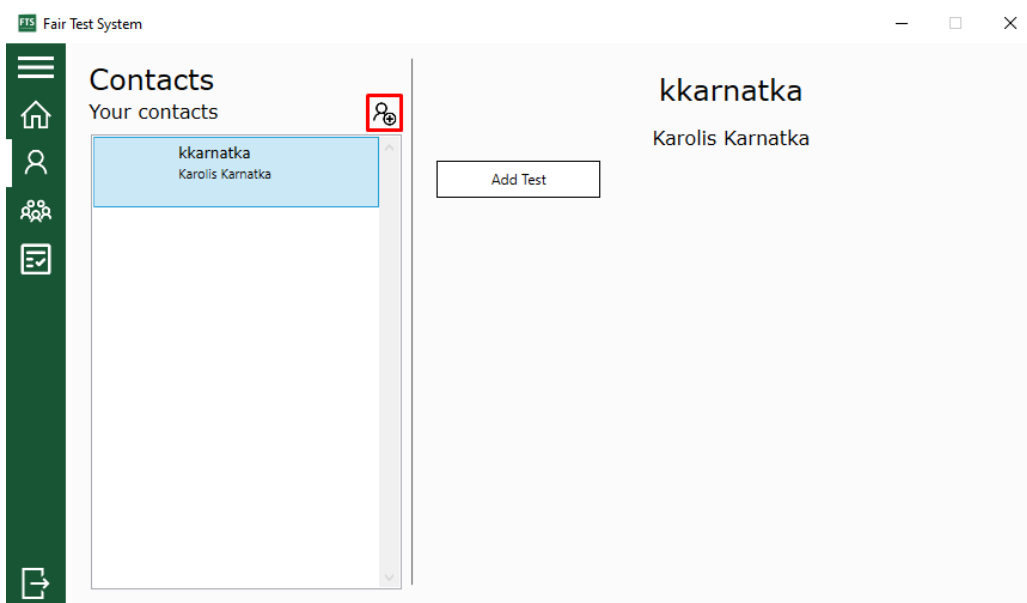 FTS Fair Test System
Contacts
Your contacts
kkarnatka
Karolis Karnatka
kkarnatka
Karolis Karnatka
Add Test